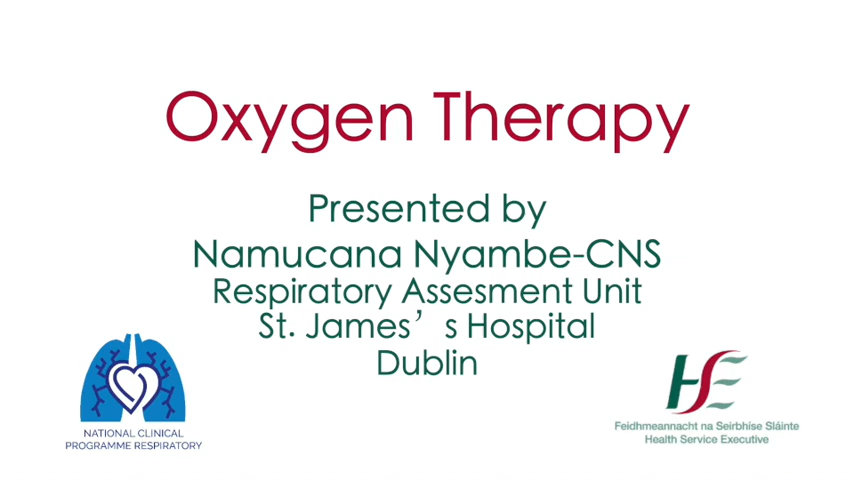 Oxygen Therapy
Presented by
Namucana Nyambe-CNS
Respiratory Assesment Unit
St. James’s Hospital
Dublin
NATIONAL CLINICAL
PROGRAMME RESPIRATORY
HSE
Feidhmeannacht na Seirbhíse Sláinte
Health Service Executive